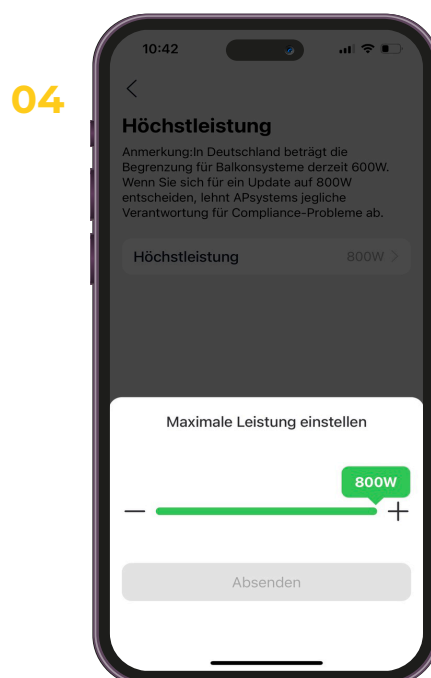 04
10:42
Höchstleistung
Anmerkung:In Deutschland beträgt die
Begrenzung für Balkonsysteme derzeit 600W.
Wenn Sie sich für ein Update auf 800W
entscheiden, lehnt APsystems jegliche
Verantwortung für Compliance-Probleme ab.
Höchstleistung 800W
Maximale Leistung einstellen
800W
Absenden